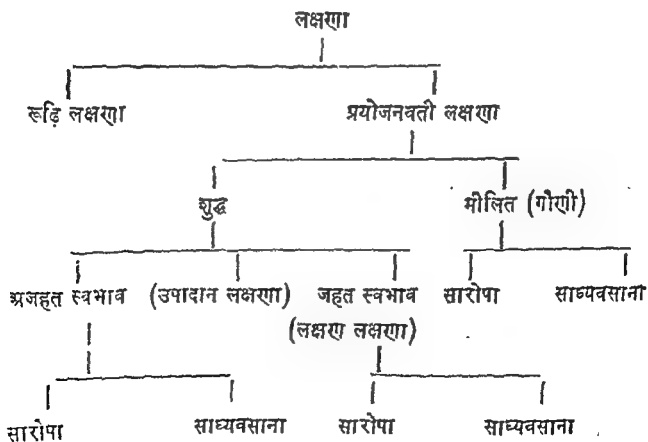 लक्षणा
रूढ़ि लक्षणा प्रयोजनवती लक्षणा
शुद्ध मीलित (गोणी)
अजहत स्वभाव (उपादान लक्षणा) जहत स्वभाव सारोपा साध्यवसाना
(लक्षण लक्षणा)
सारोपा साध्यवसाना सारोपा साध्यवसाना